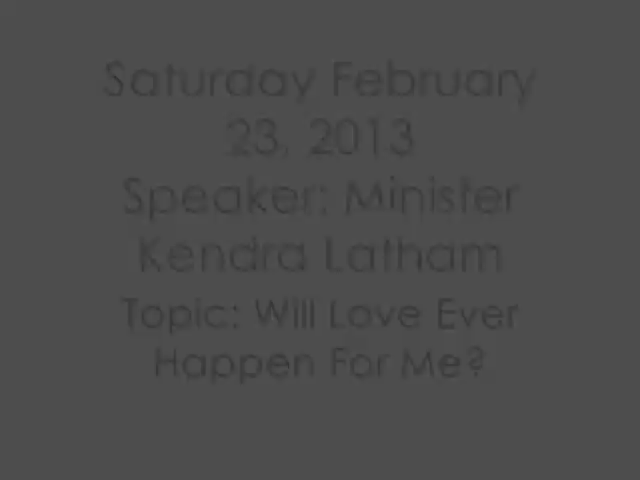 Saturday February
23, 2013
Speaker: Minister
Kendra Latham
Topic: Will Love Ever
Happen For Me?